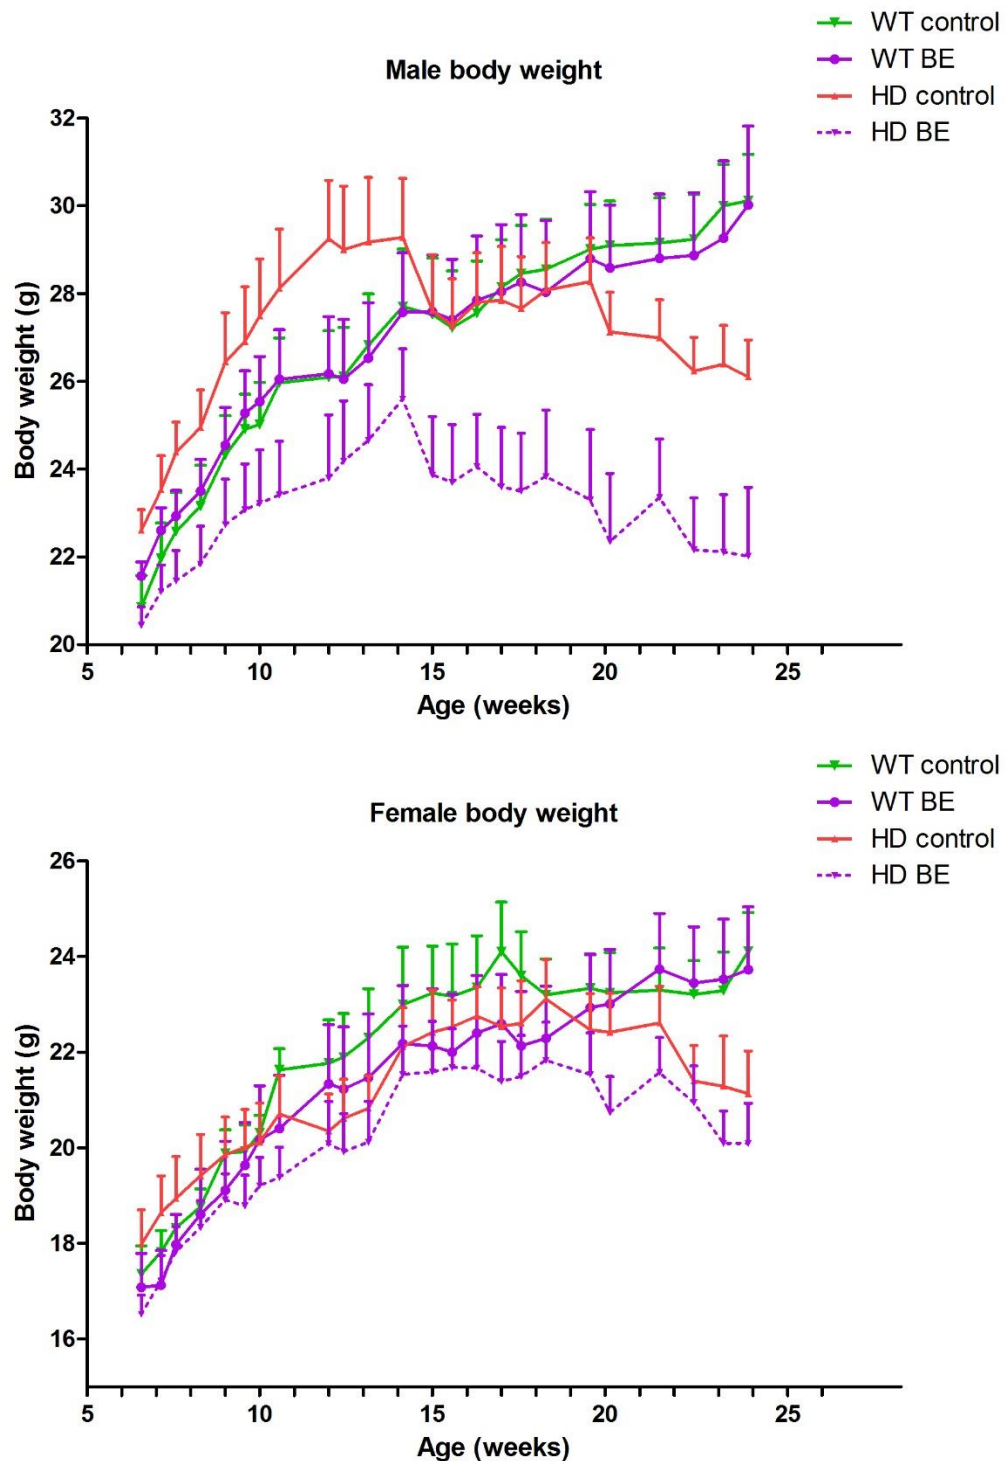 WT control
WT BE
HD control
HD BE
Male body weight
Body weight (g)
32
30
28
26
24
22
20
5 10 15 20 25
Age (weeks)
WT control
WT BE
HD control
HD BE
Female body weight
Body weight (g)
26
24
22
20
18
16
5 10 15 20 25
Age (weeks)